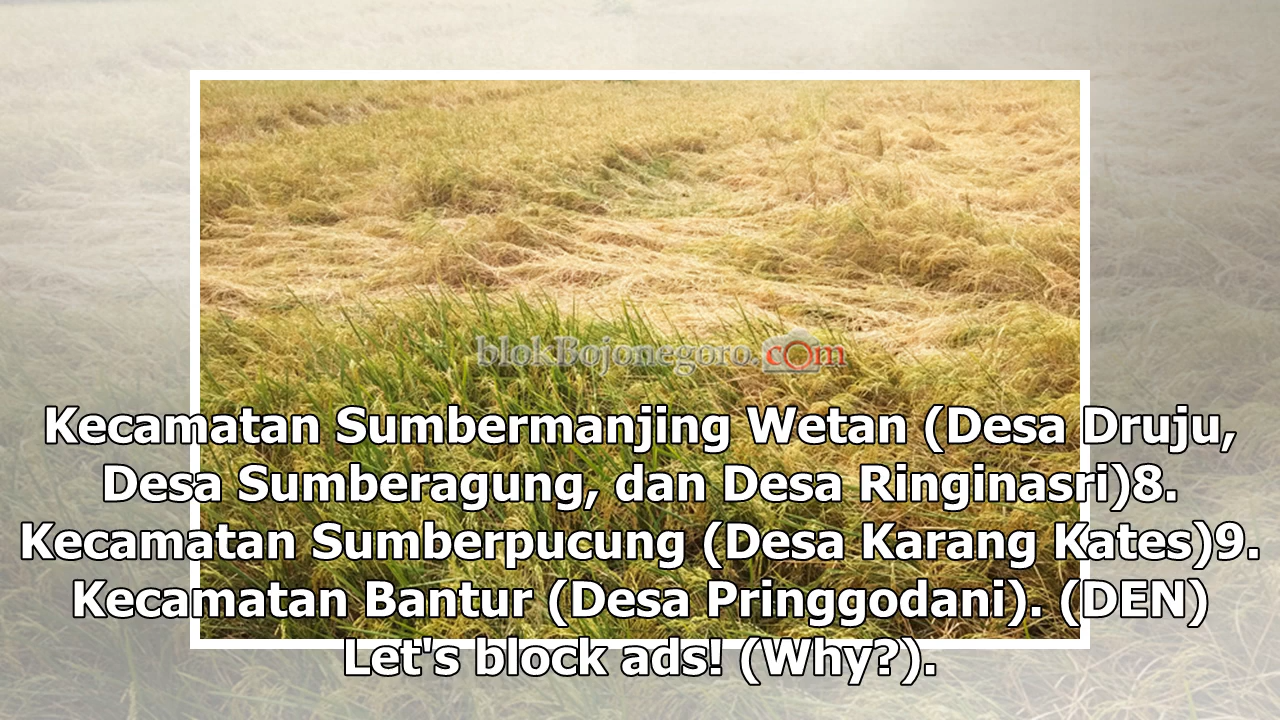 blokBojonegoro.com
Kecamatan Sumbermanjing Wetan (Desa Druju,
Desa Sumberagung, dan Desa Ringinasri)8.
Kecamatan Sumberpucung (Desa Karang Kates)9.
Kecamatan Bantur (Desa Pringgodani). (DEN)
Let's block ads! (Why?).